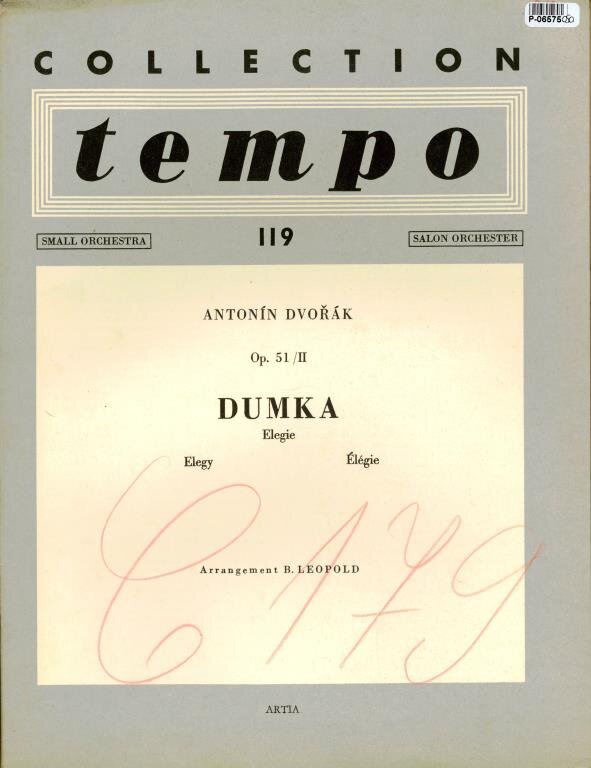 P-06575
COLLECTION
tempo
SMALL ORCHESTRA
119
SALON ORCHESTER
ANTONÍN DVOŘÁK
Op. 51/II
DUMKA
Elegie
Elegy
Élégie
Arrangement B. LEOPOLD
C 179
ARTIA